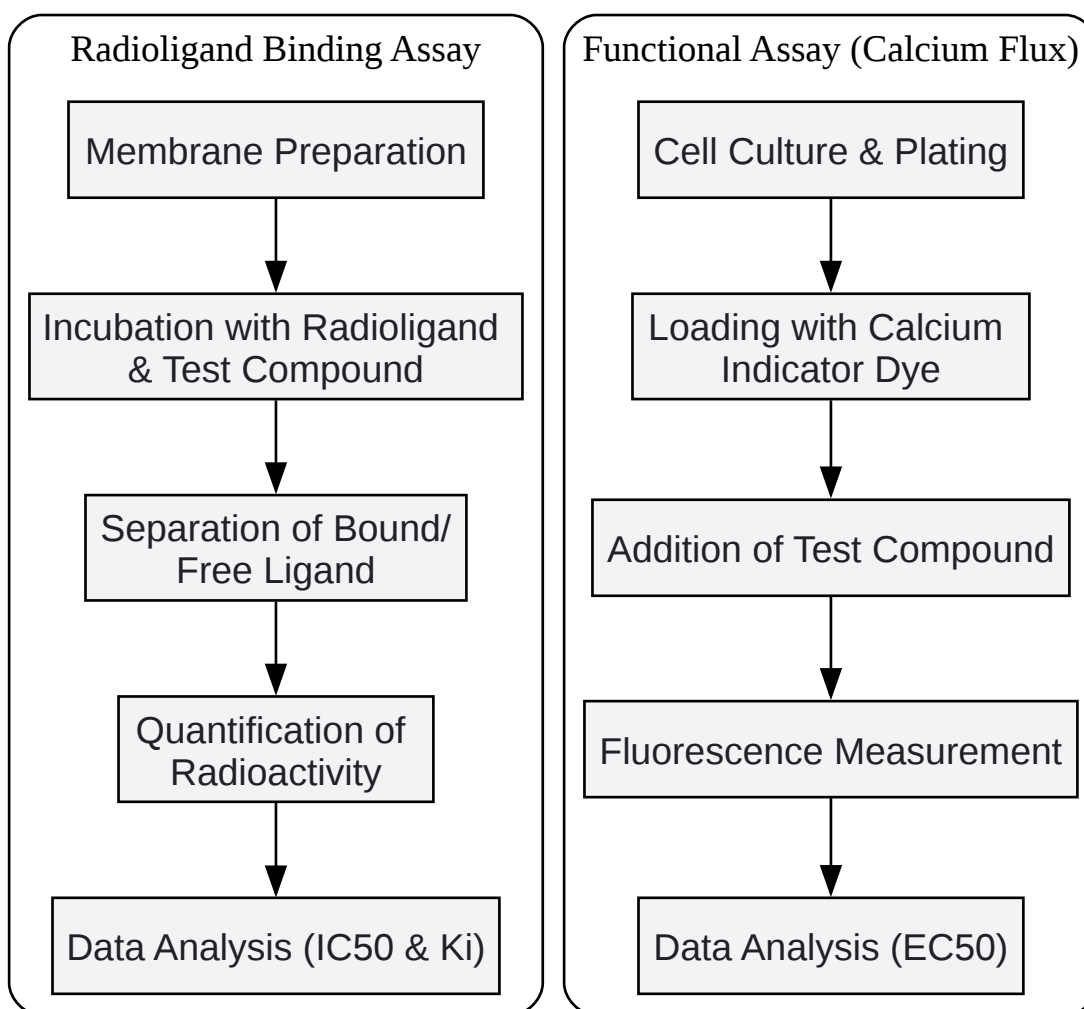 Radioligand Binding Assay
Membrane Preparation
Incubation with Radioligand
& Test Compound
Separation of Bound/
Free Ligand
Quantification of
Radioactivity
Data Analysis (IC50 & Ki)
Functional Assay (Calcium Flux)
Cell Culture & Plating
Loading with Calcium
Indicator Dye
Addition of Test Compound
Fluorescence Measurement
Data Analysis (EC50)